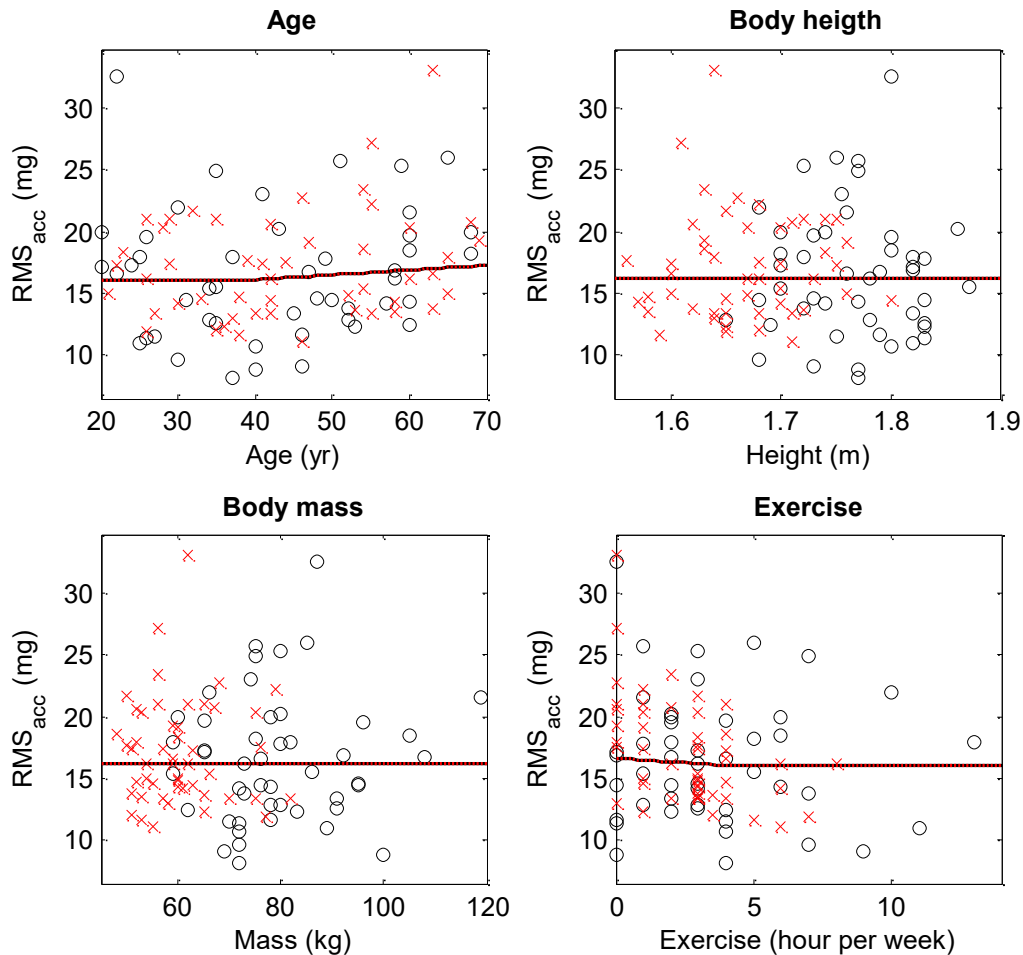 Age
Body heigth
RMS_acc (mg)
30
25
20
15
10
20 30 40 50 60 70
Age (yr)
RMS_acc (mg)
30
25
20
15
10
1.6 1.7 1.8 1.9
Height (m)
Body mass
Exercise
RMS_acc (mg)
30
25
20
15
10
60 80 100 120
Mass (kg)
RMS_acc (mg)
30
25
20
15
10
0 5 10
Exercise (hour per week)